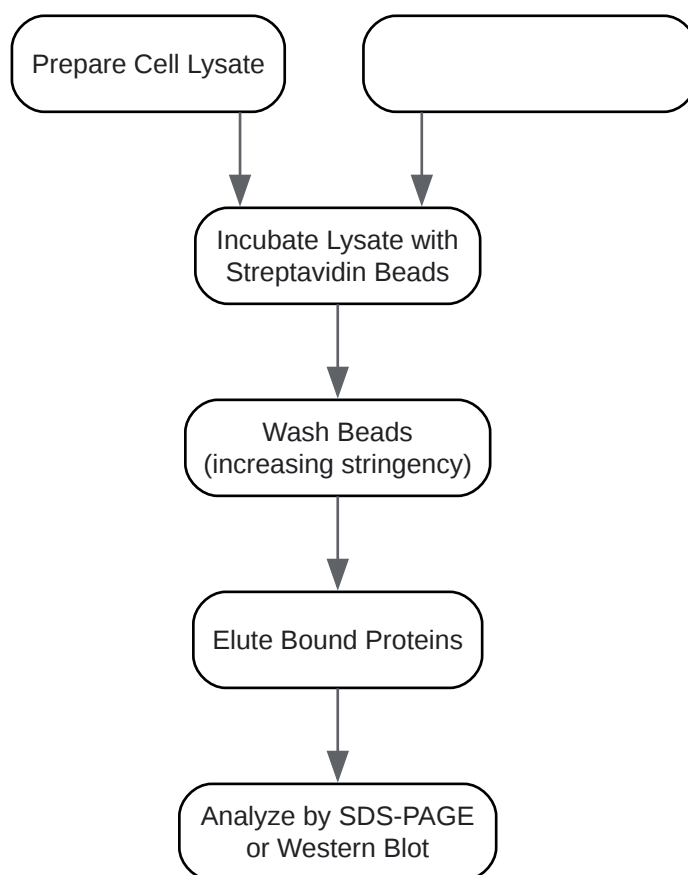 Prepare Cell Lysate
Incubate Lysate with
Streptavidin Beads
Wash Beads
(increasing stringency)
Elute Bound Proteins
Analyze by SDS-PAGE
or Western Blot